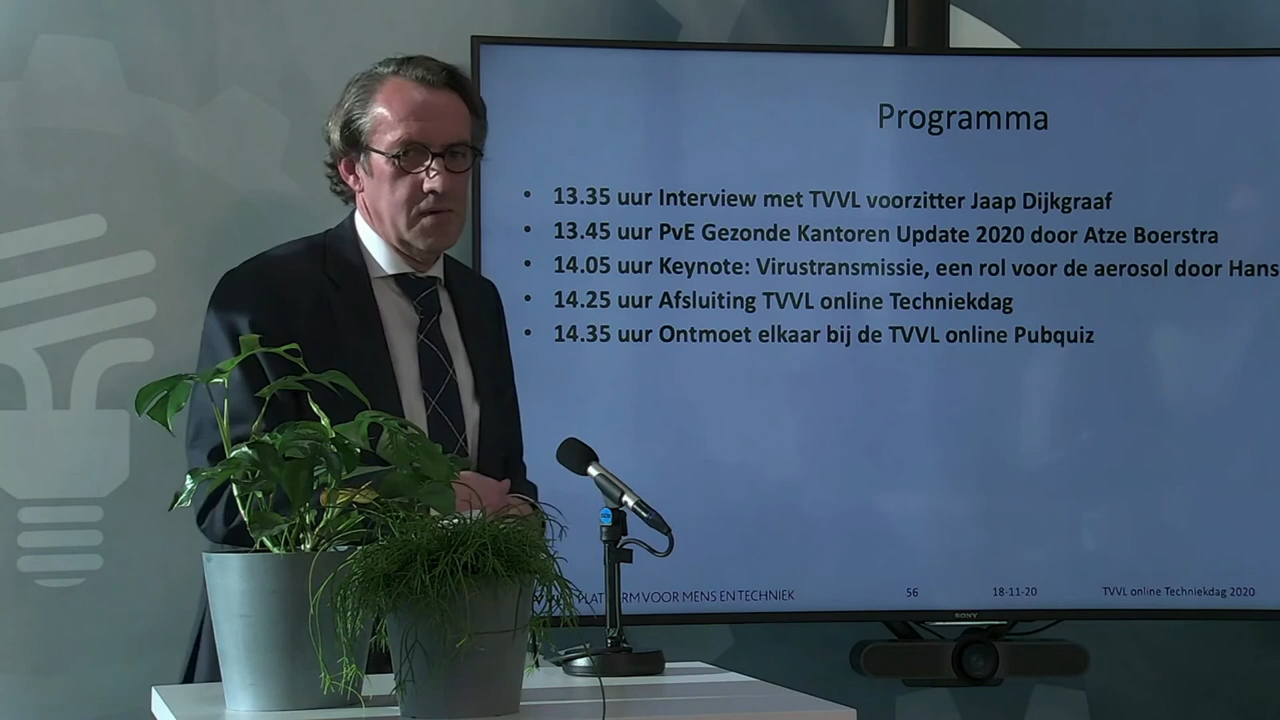 Programma
• 13.35 uur Interview met TVVL voorzitter Jaap Dijkgraaf
• 13.45 uur PvE Gezonde Kantoren Update 2020 door Atze Boerstra
• 14.05 uur Keynote: Virustransmissie, een rol voor de aerosol door Hans
• 14.25 uur Afsluiting TVVL online Techniekdag
• 14.35 uur Ontmoet elkaar bij de TVVL online Pubquiz
VOOR MENS EN TECHNIEK 56 18-11-20 TVVL online Techniekdag 2020
SONY